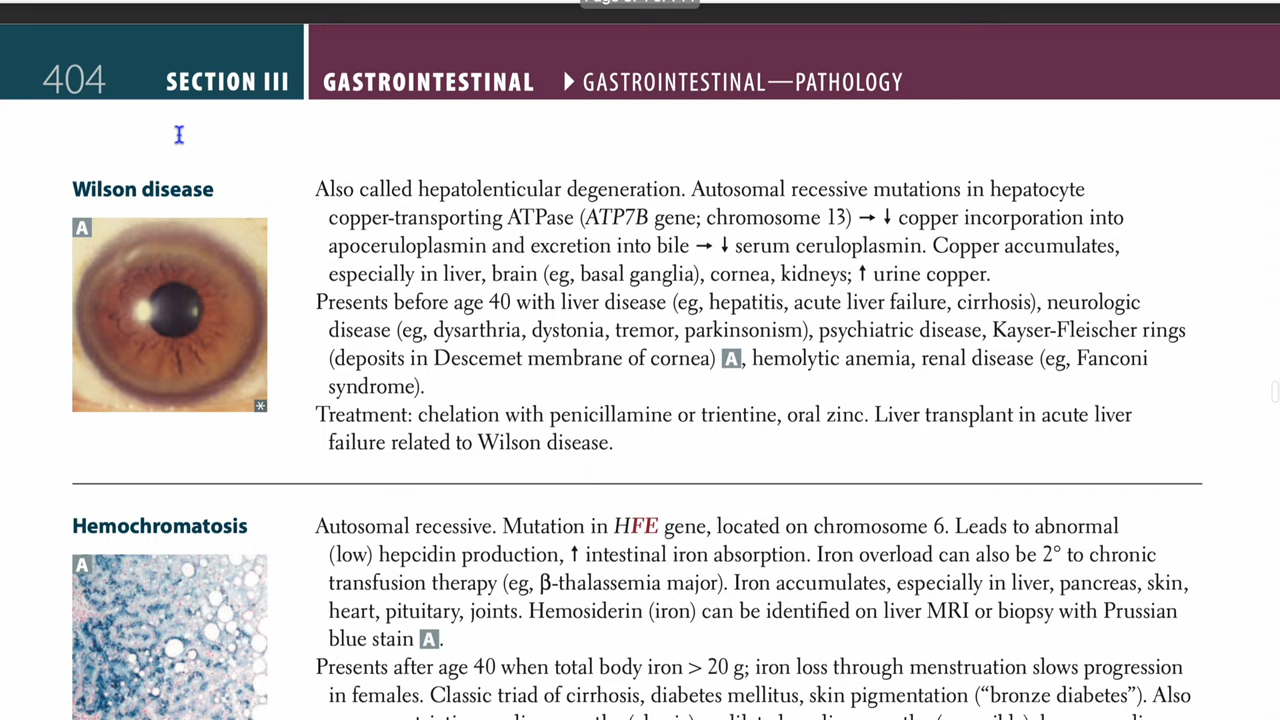 404 SECTION III GASTROINTESTINAL ▶ GASTROINTESTINAL—PATHOLOGY
Wilson disease
A
Also called hepatolenticular degeneration. Autosomal recessive mutations in hepatocyte
copper-transporting ATPase (ATP7B gene; chromosome 13) → ↓ copper incorporation into
apoceruloplasmin and excretion into bile → ↓ serum ceruloplasmin. Copper accumulates,
especially in liver, brain (eg, basal ganglia), cornea, kidneys; ↑ urine copper.
Presents before age 40 with liver disease (eg, hepatitis, acute liver failure, cirrhosis), neurologic
disease (eg, dysarthria, dystonia, tremor, parkinsonism), psychiatric disease, Kayser-Fleischer rings
(deposits in Descemet membrane of cornea) A, hemolytic anemia, renal disease (eg, Fanconi
syndrome).
Treatment: chelation with penicillamine or trientine, oral zinc. Liver transplant in acute liver
failure related to Wilson disease.
Hemochromatosis
A
Autosomal recessive. Mutation in HFE gene, located on chromosome 6. Leads to abnormal
(low) hepcidin production, ↑ intestinal iron absorption. Iron overload can also be 2° to chronic
transfusion therapy (eg, β-thalassemia major). Iron accumulates, especially in liver, pancreas, skin,
heart, pituitary, joints. Hemosiderin (iron) can be identified on liver MRI or biopsy with Prussian
blue stain A.
Presents after age 40 when total body iron > 20 g; iron loss through menstruation slows progression
in females. Classic triad of cirrhosis, diabetes mellitus, skin pigmentation (“bronze diabetes”). Also